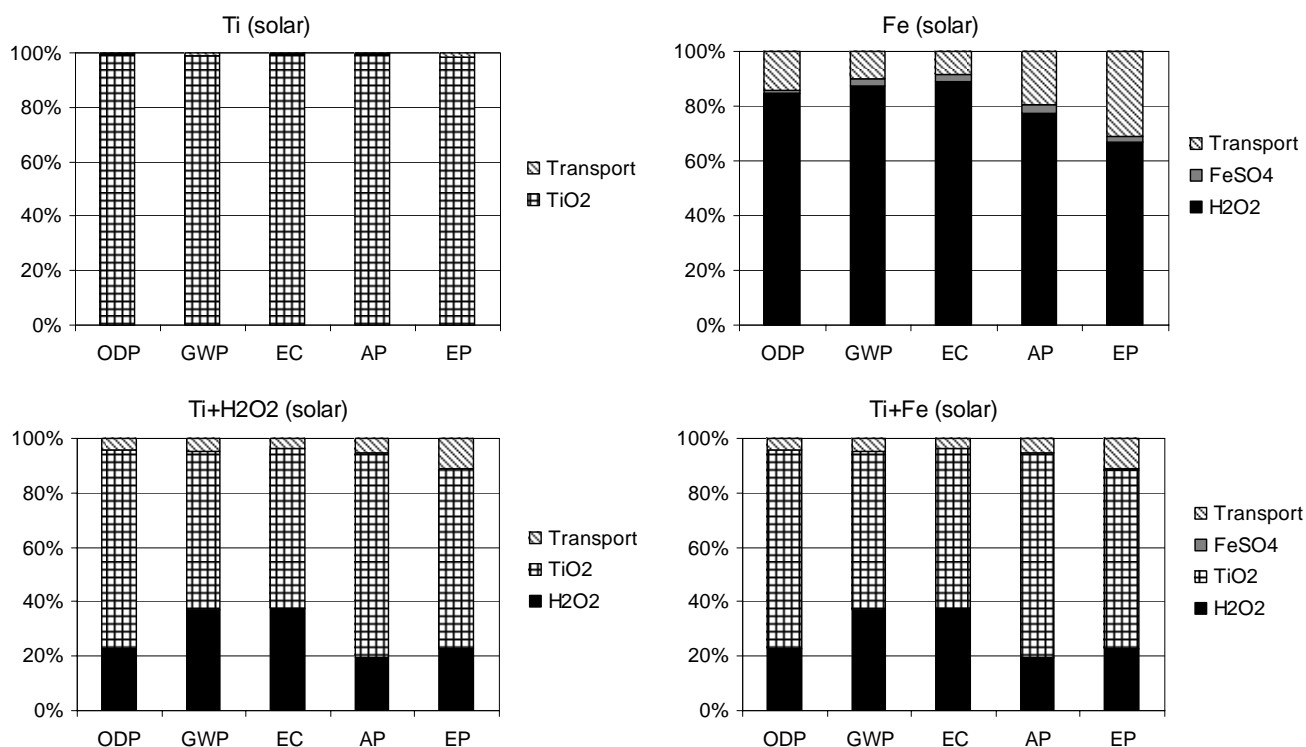 Ti (solar)
100%
80%
60%
40%
20%
0%
ODP GWP EC AP EP
Transport
TiO2
Fe (solar)
100%
80%
60%
40%
20%
0%
ODP GWP EC AP EP
Transport
FeSO4
H2O2
Ti+H2O2 (solar)
100%
80%
60%
40%
20%
0%
ODP GWP EC AP EP
Transport
TiO2
H2O2
Ti+Fe (solar)
100%
80%
60%
40%
20%
0%
ODP GWP EC AP EP
Transport
FeSO4
TiO2
H2O2